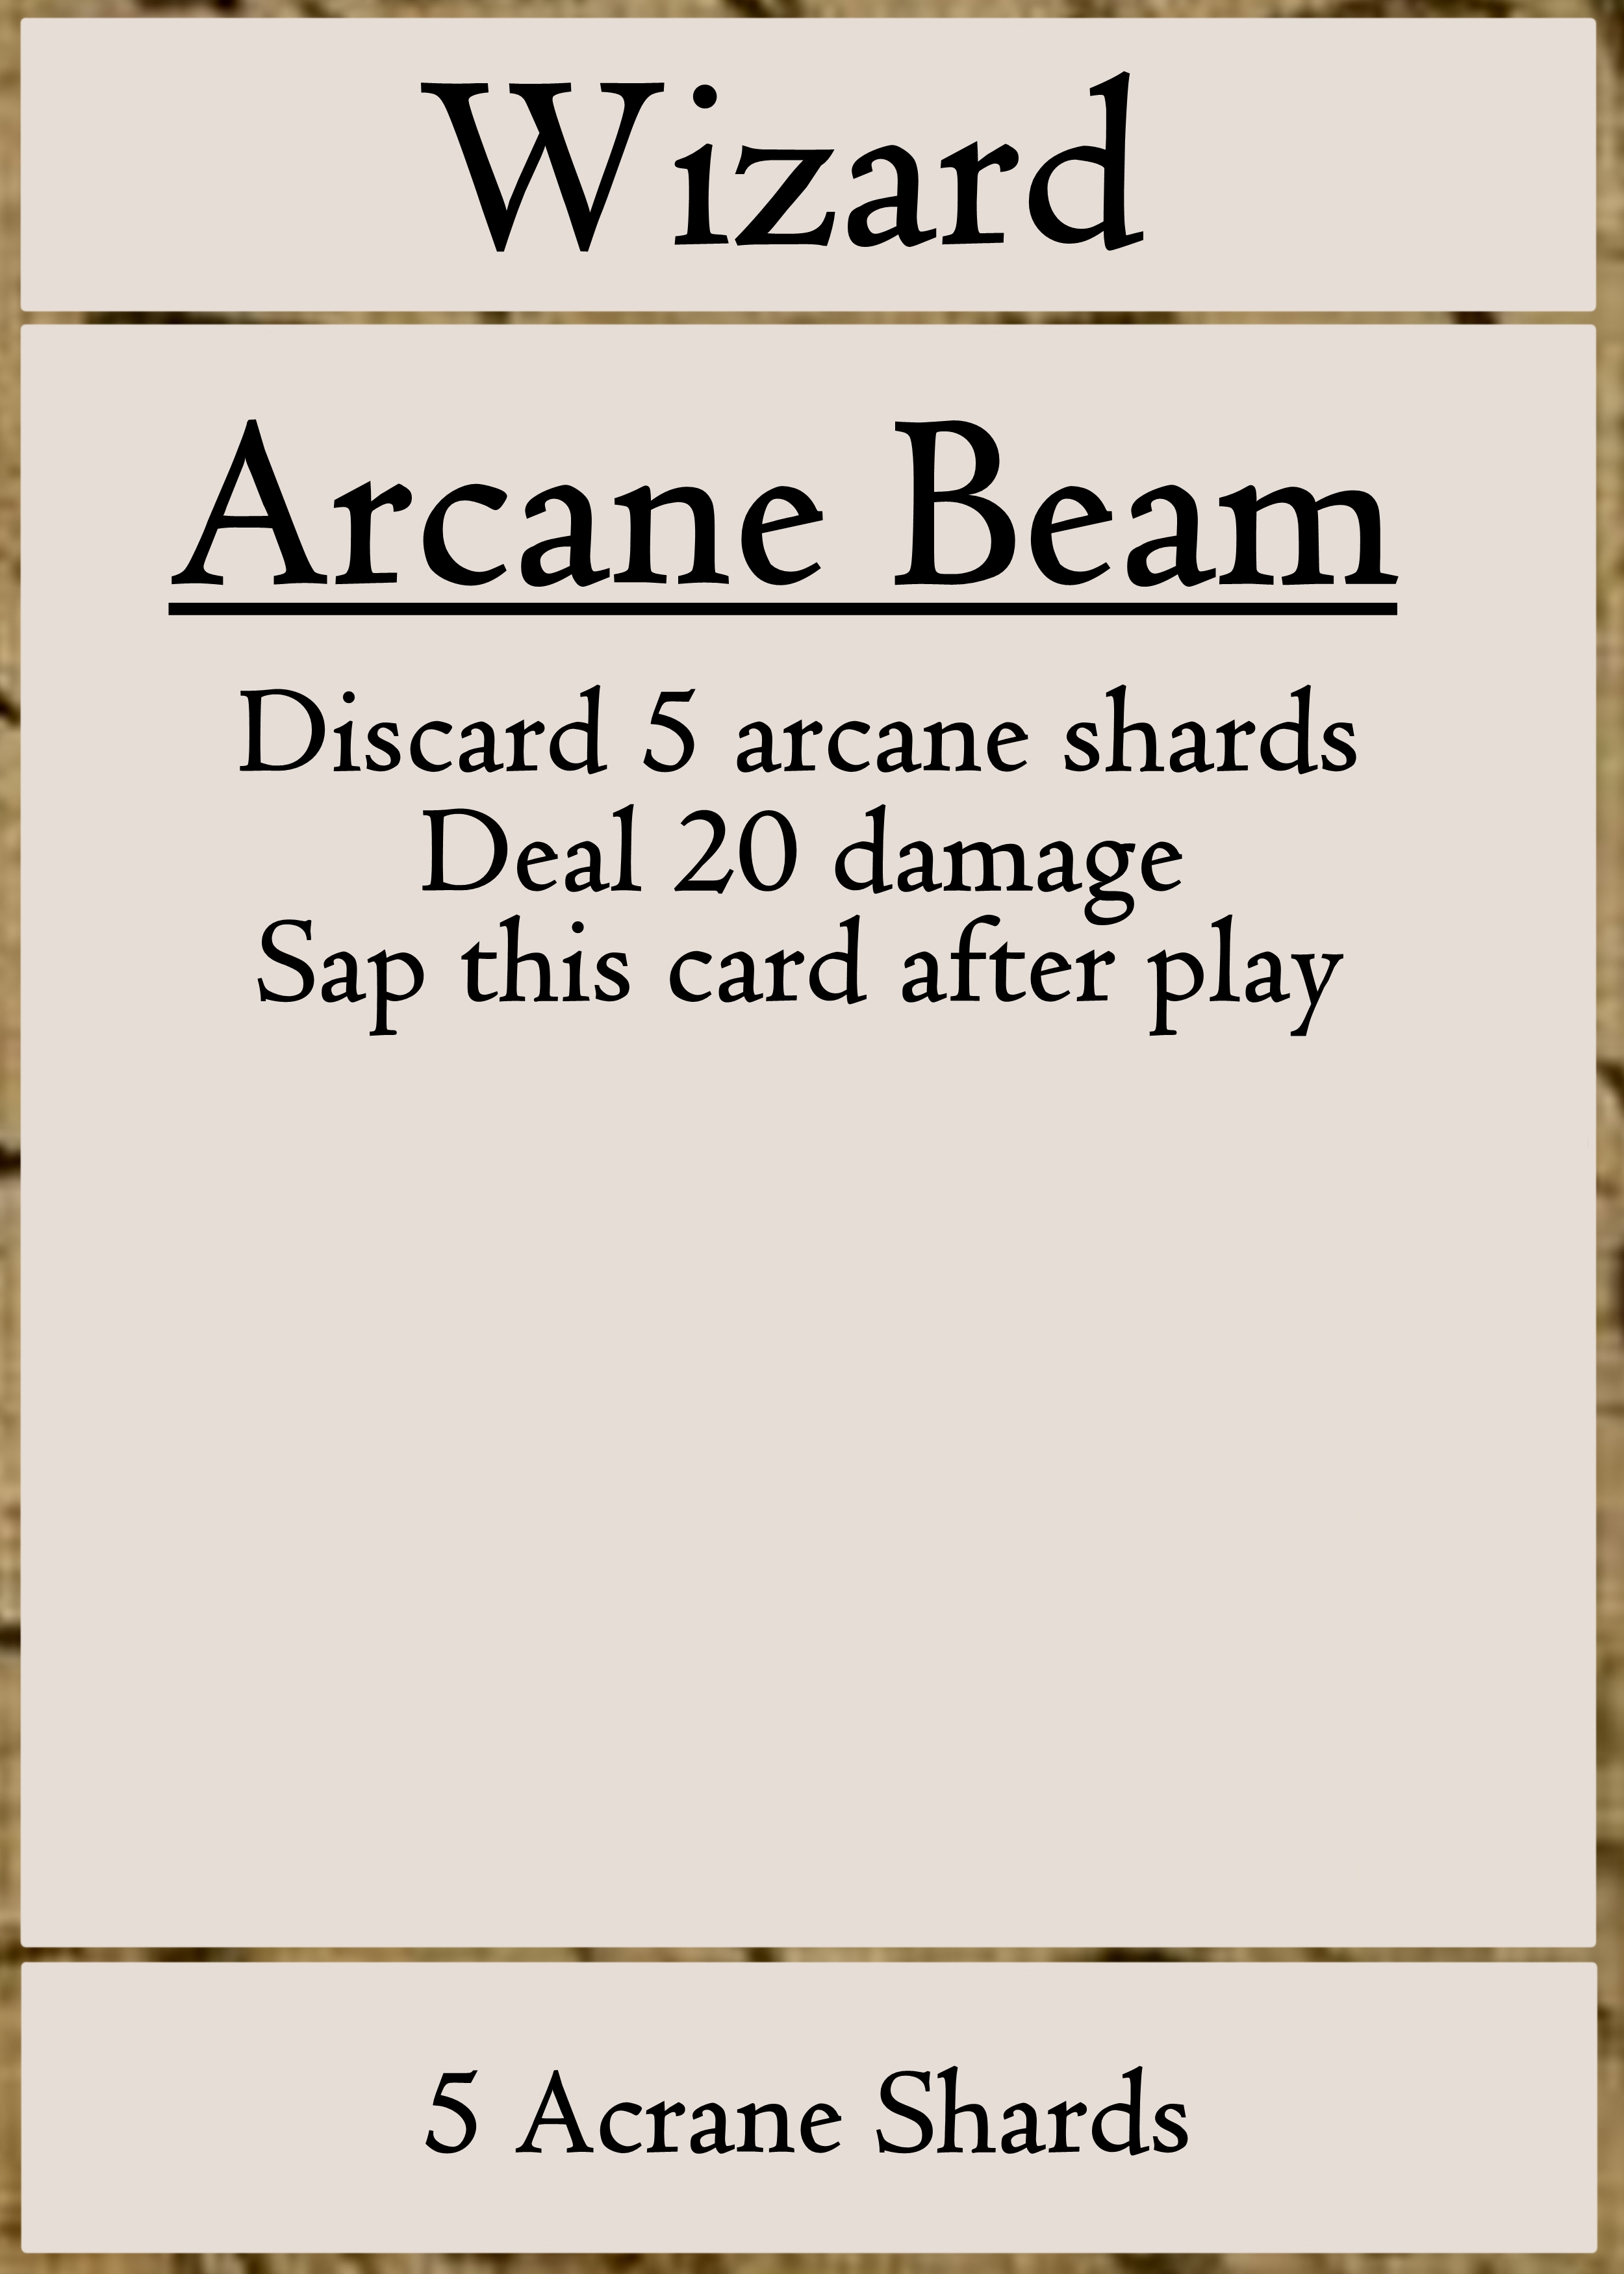 Wizard
Arcane Beam
Discard 5 arcane shards
Deal 20 damage
Sap this card after play
5 Acrane Shards